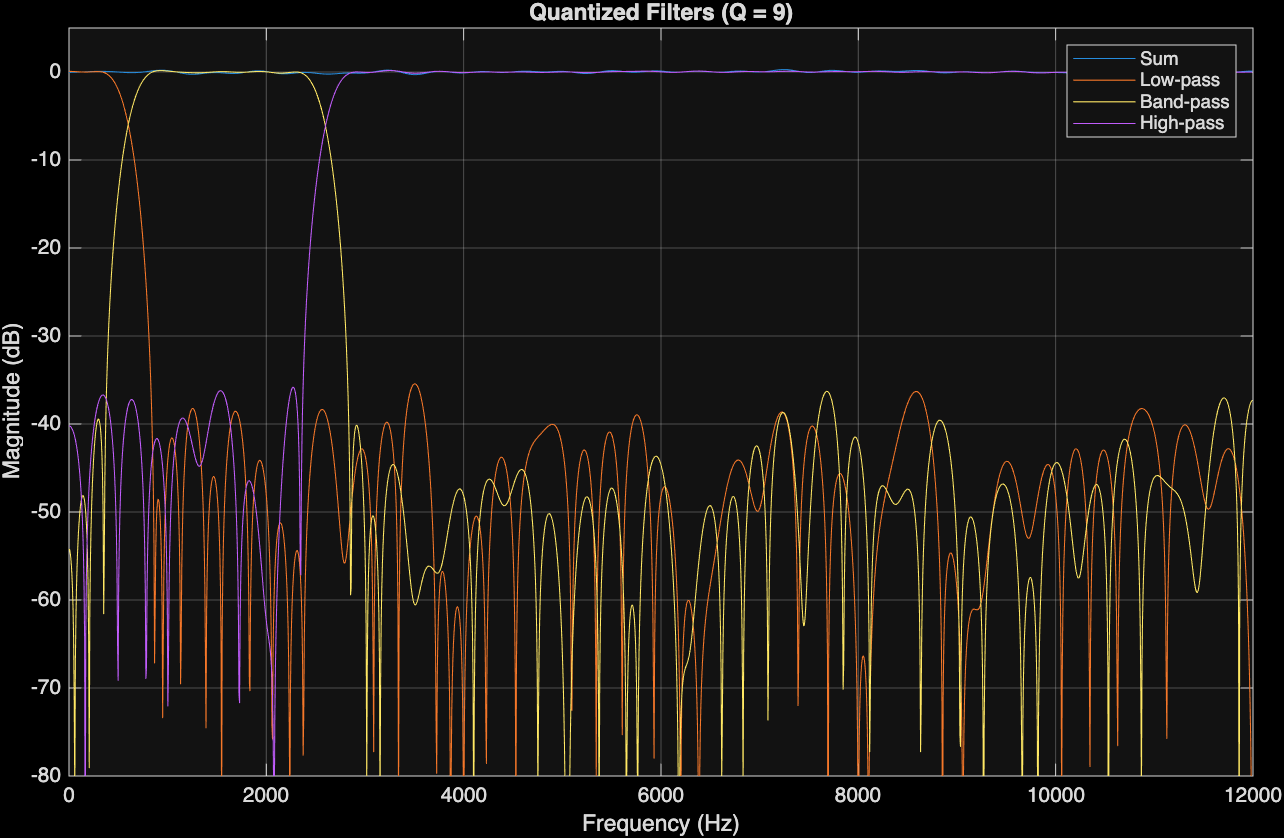 Quantized Filters (Q = 9)
Sum
Low-pass
Band-pass
High-pass
0
-10
-20
-30
-40
-50
-60
-70
-80
Magnitude (dB)
0
2000
4000
6000
8000
10000
12000
Frequency (Hz)